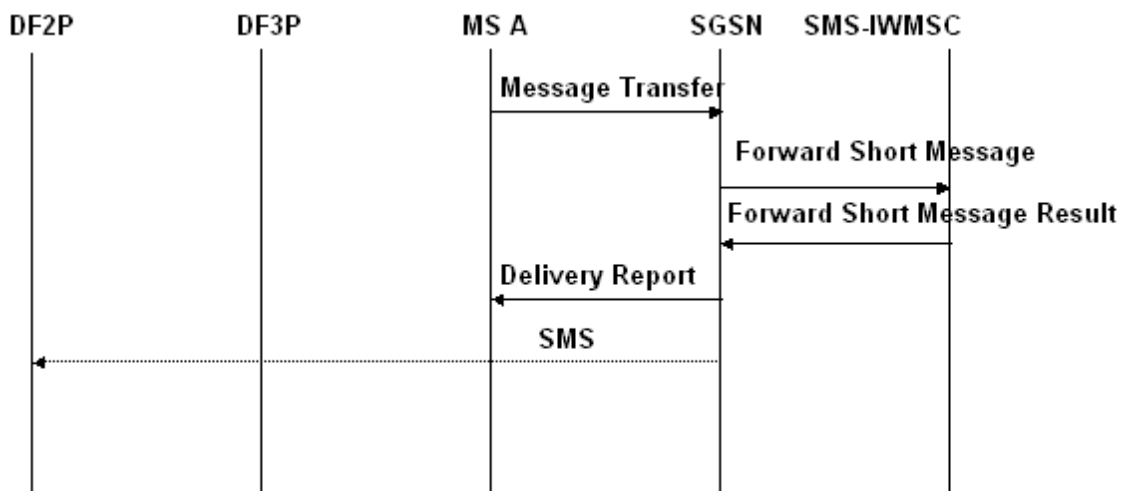 DF2P DF3P MS A SGSN SMS-IWMSC
Message Transfer
Forward Short Message
Forward Short Message Result
Delivery Report
SMS